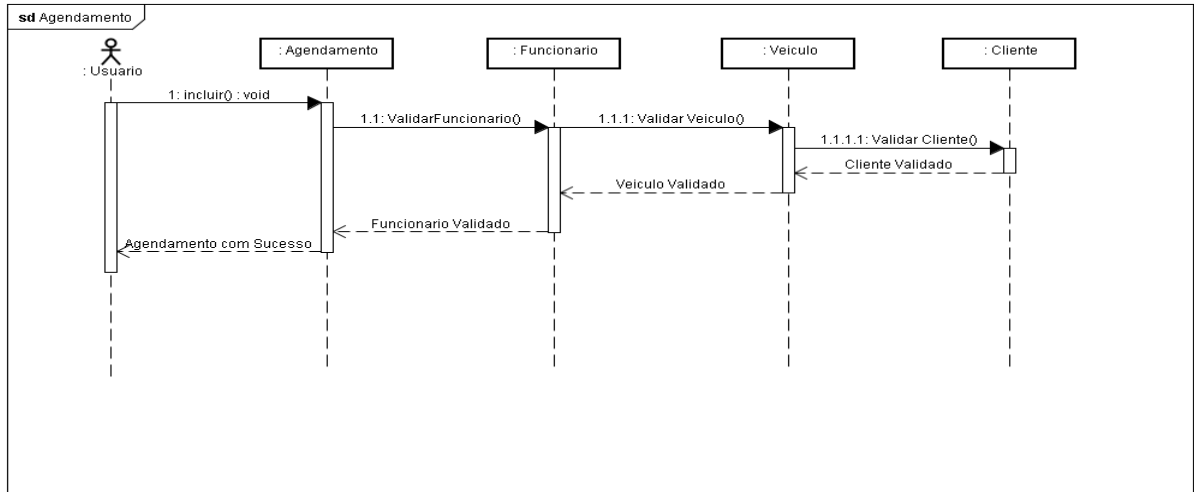 sd Agendamento
: Usuario
: Agendamento
: Funcionario
: Veiculo
: Cliente
1: incluir() : void
1.1: ValidarFuncionario()
1.1.1: Validar Veiculo()
1.1.1.1: Validar Cliente()
Cliente Validado
Veiculo Validado
Funcionario Validado
Agendamento com Sucesso